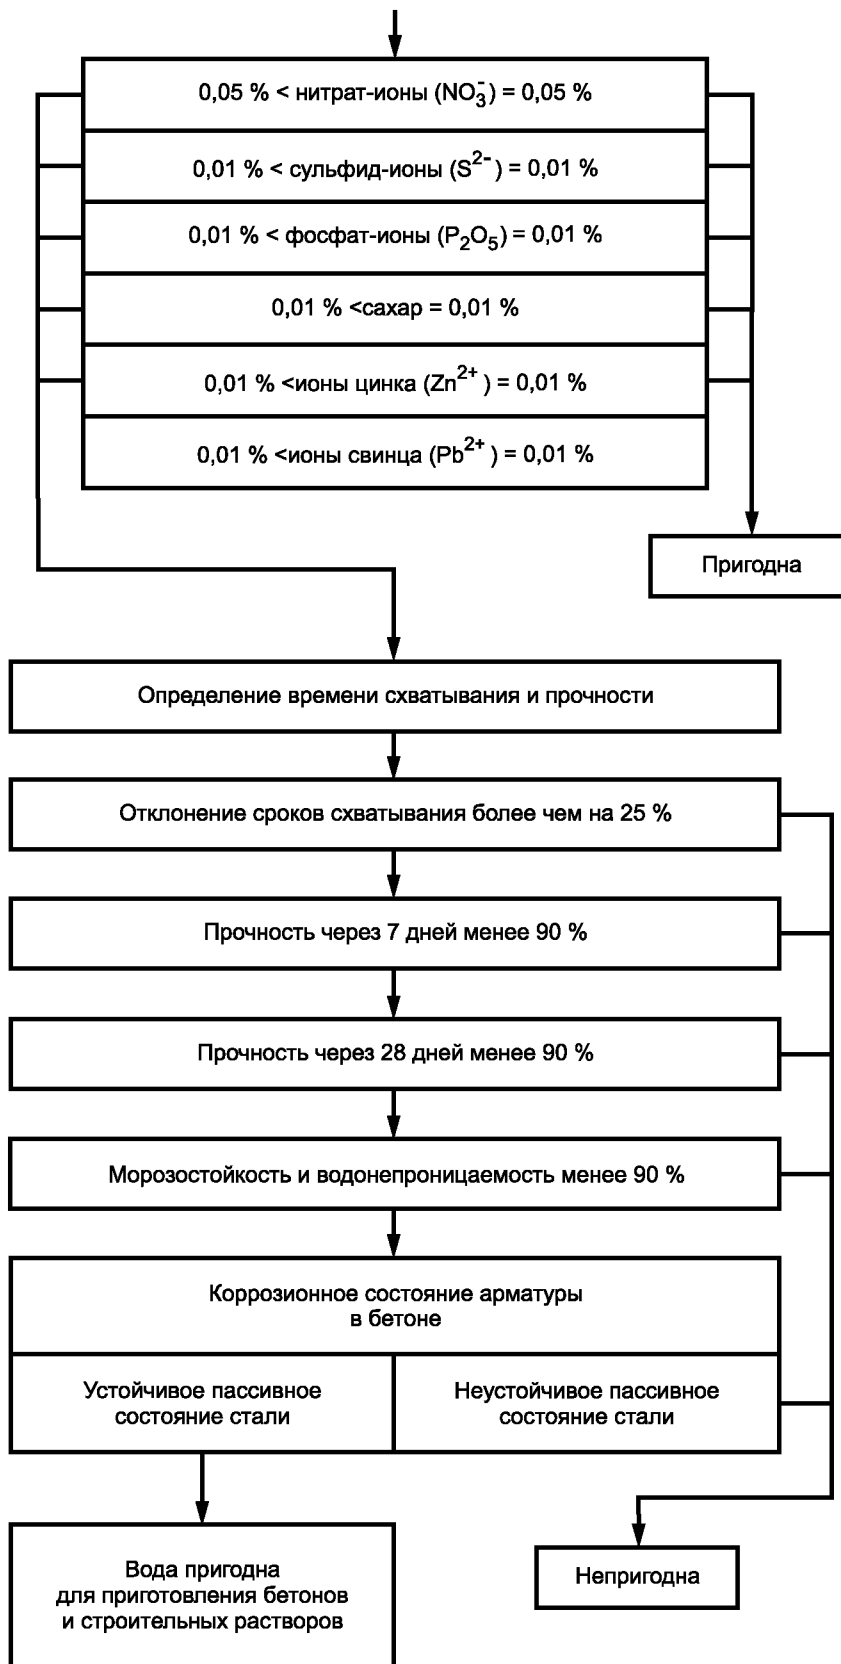 0,05 % < нитрат-ионы (NO₃⁻) = 0,05 %
0,01 % < сульфид-ионы (S²⁻) = 0,01 %
0,01 % < фосфат-ионы (P₂O₅) = 0,01 %
0,01 % <сахар = 0,01 %
0,01 % <ионы цинка (Zn²⁺) = 0,01 %
0,01 % <ионы свинца (Pb²⁺) = 0,01 %
Пригодна
Определение времени схватывания и прочности
Отклонение сроков схватывания более чем на 25 %
Прочность через 7 дней менее 90 %
Прочность через 28 дней менее 90 %
Морозостойкость и водонепроницаемость менее 90 %
Коррозионное состояние арматуры
в бетоне
Устойчивое пассивное
состояние стали
Неустойчивое пассивное
состояние стали
Вода пригодна
для приготовления бетонов
и строительных растворов
Непригодна